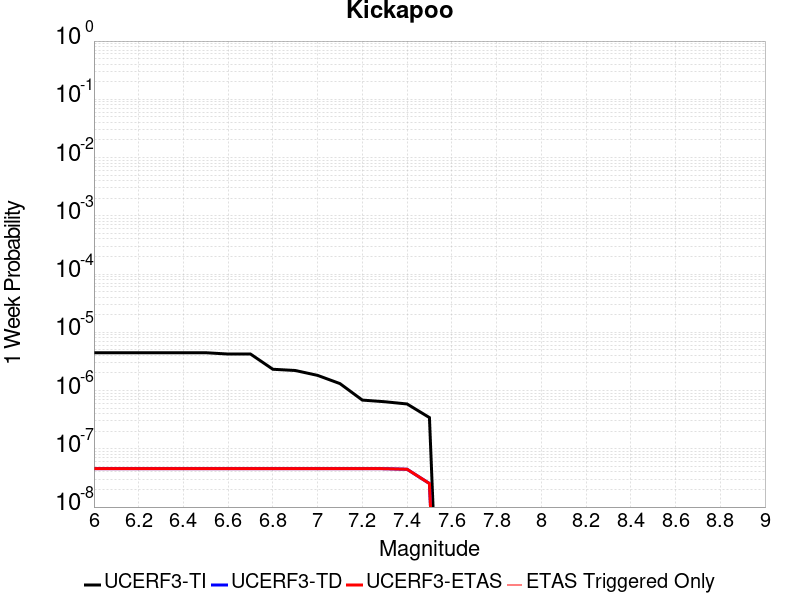 Kickapoo
10^0
10^-1
10^-2
10^-3
10^-4
10^-5
10^-6
10^-7
10^-8
1 Week Probability
6 6.2 6.4 6.6 6.8 7 7.2 7.4 7.6 7.8 8 8.2 8.4 8.6 8.8 9
Magnitude
UCERF3-TI UCERF3-TD UCERF3-ETAS ETAS Triggered Only